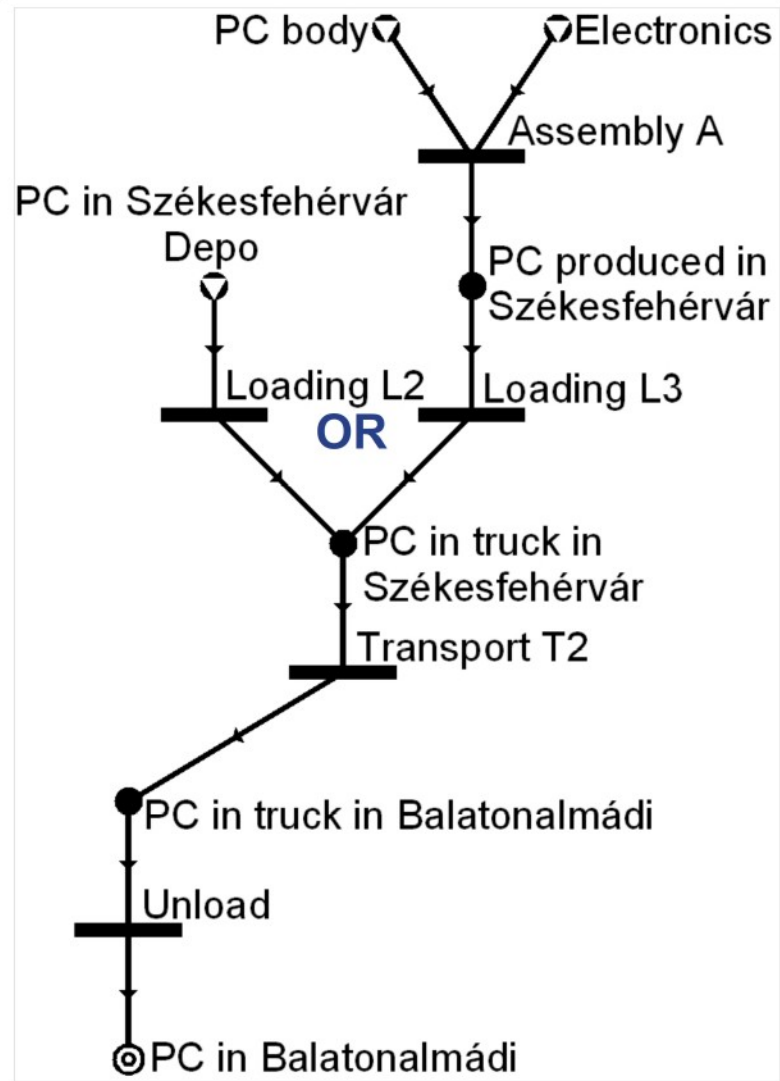 PC body
Electronics
Assembly A
PC in Székesfehérvár
Depo
PC produced in
Székesfehérvár
Loading L2
Loading L3
OR
PC in truck in
Székesfehérvár
Transport T2
PC in truck in Balatonalmádi
Unload
PC in Balatonalmádi